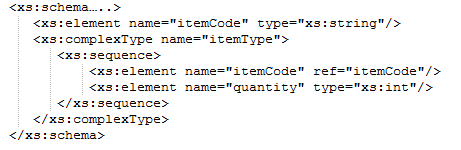 <xs:schema…..>
<xs:element name="itemCode" type="xs:string"/>
<xs:complexType name="itemType">
<xs:sequence>
<xs:element name="itemCode" ref="itemCode"/>
<xs:element name="quantity" type="xs:int"/>
</xs:sequence>
</xs:complexType>
</xs:schema>